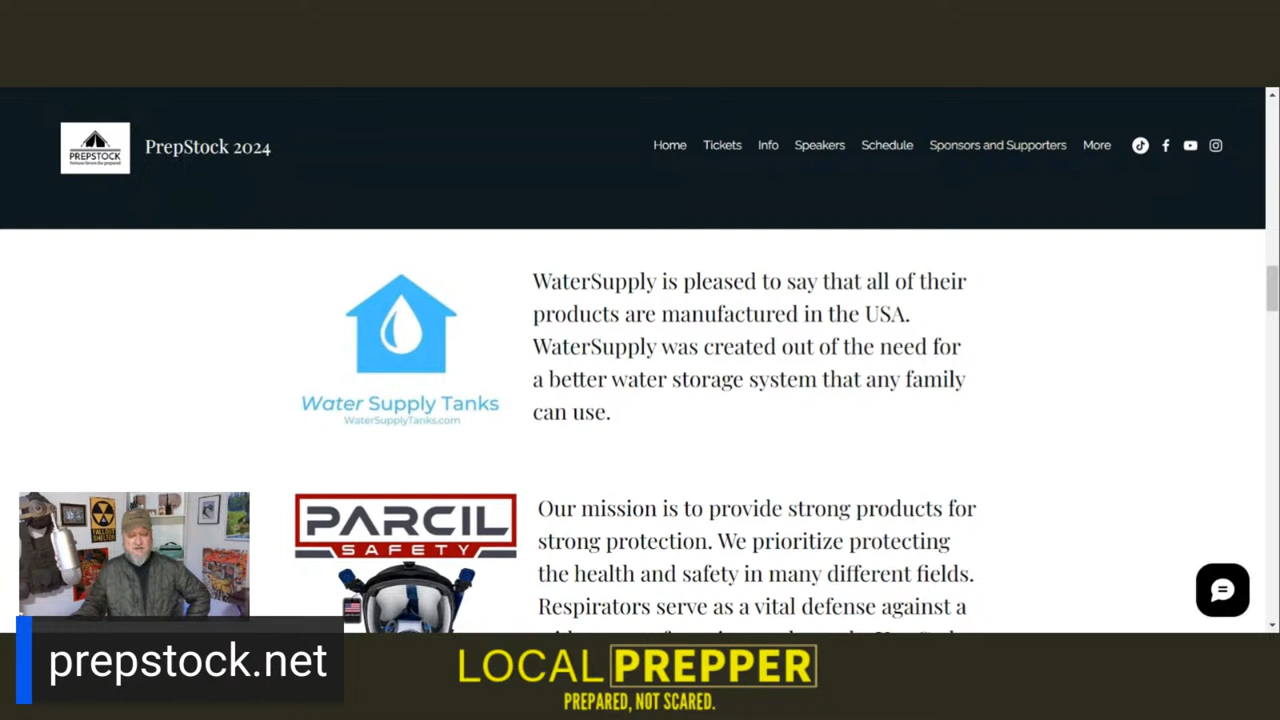 PREPSTOCK
PrepStock 2024
Home Tickets Info Speakers Schedule Sponsors and Supporters More
WaterSupply is pleased to say that all of their
products are manufactured in the USA.
WaterSupply was created out of the need for
a better water storage system that any family
can use.
Water Supply Tanks
WaterSupplyTanks.com
PARCIL
SAFETY
Our mission is to provide strong products for
strong protection. We prioritize protecting
the health and safety in many different fields.
Respirators serve as a vital defense against a
FALLOUT
SHELTER
prepstock.net
LOCAL PREPPER
PREPARED, NOT SCARED.